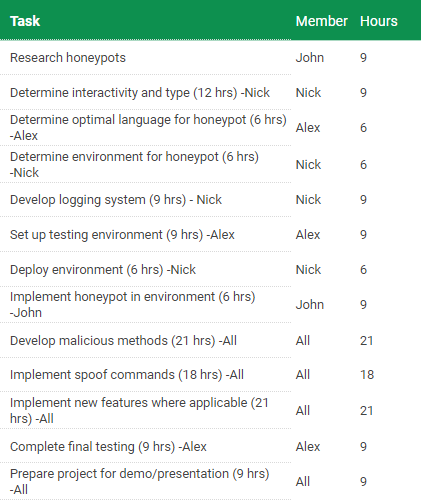 Task Member Hours
Research honeypots John 9
Determine interactivity and type (12 hrs) -Nick Nick 9
Determine optimal language for honeypot (6 hrs)
-Alex Alex 6
Determine environment for honeypot (6 hrs)
-Nick Nick 6
Develop logging system (9 hrs) - Nick Nick 9
Set up testing environment (9 hrs) -Alex Alex 9
Deploy environment (6 hrs) -Nick Nick 6
Implement honeypot in environment (6 hrs)
-John John 9
Develop malicious methods (21 hrs) -All All 21
Implement spoof commands (18 hrs) -All All 18
Implement new features where applicable (21
hrs) -All All 21
Complete final testing (9 hrs) -Alex Alex 9
Prepare project for demo/presentation (9 hrs)
-All All 9